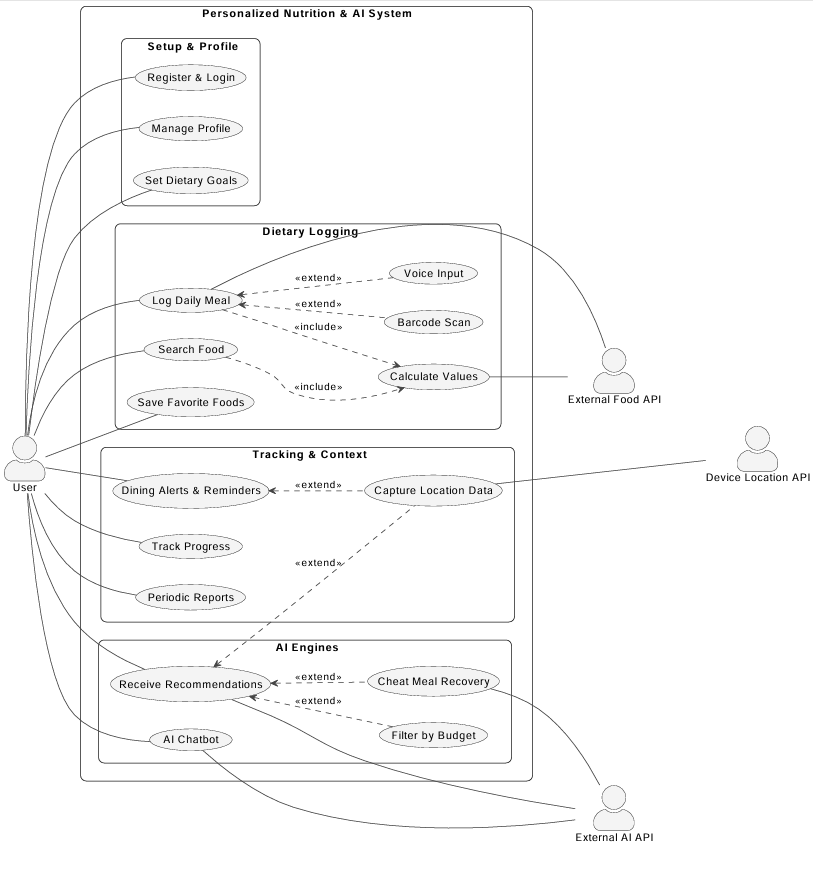 Personalized Nutrition & AI System
Setup & Profile
Register & Login
Manage Profile
Set Dietary Goals
Dietary Logging
Voice Input
«extend»
Log Daily Meal
«extend»
Barcode Scan
«include»
Search Food
Calculate Values
«include»
External Food API
Save Favorite Foods
Tracking & Context
Device Location API
User
Dining Alerts & Reminders
«extend»
Capture Location Data
Track Progress
«extend»
Periodic Reports
AI Engines
Receive Recommendations
«extend»
Cheat Meal Recovery
«extend»
Filter by Budget
AI Chatbot
External AI API